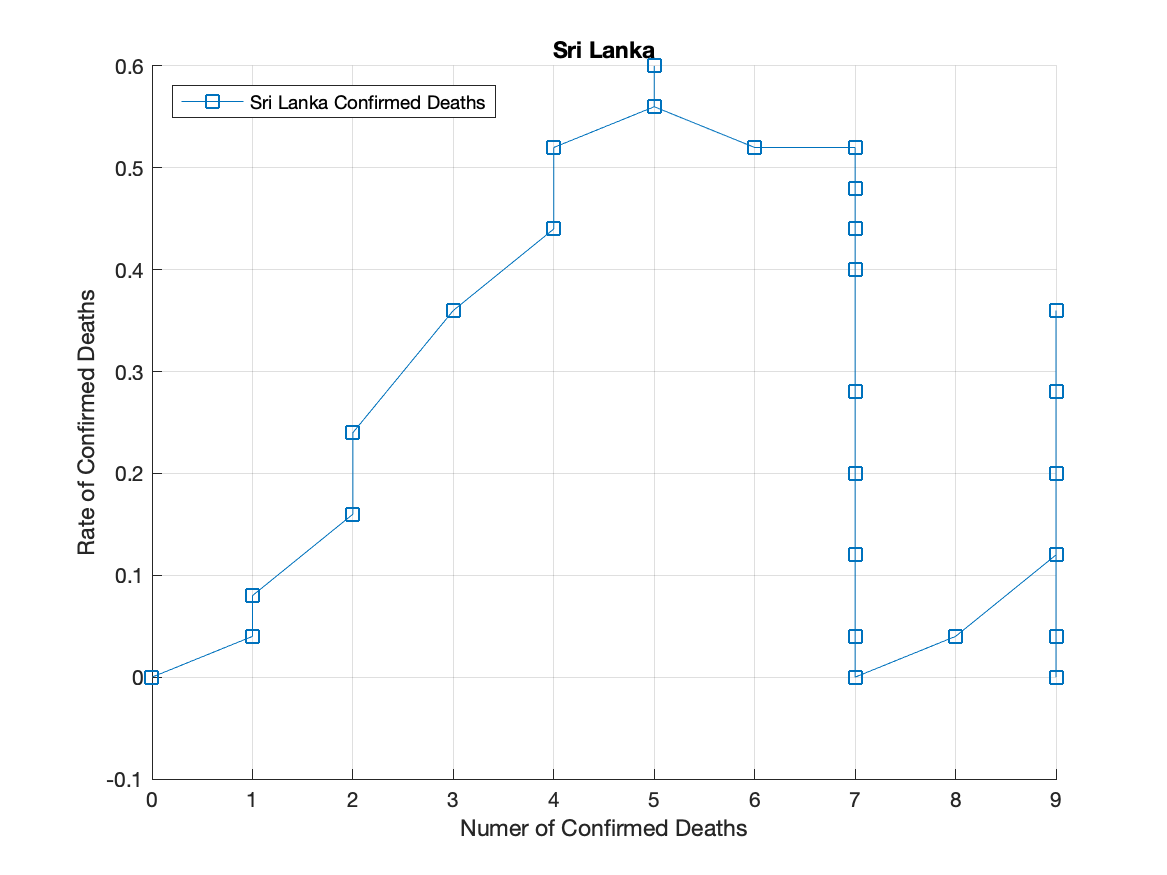 Sri Lanka
Sri Lanka Confirmed Deaths
0.6
0.5
0.4
0.3
0.2
0.1
0
-0.1
Rate of Confirmed Deaths
0 1 2 3 4 5 6 7 8 9
Numer of Confirmed Deaths